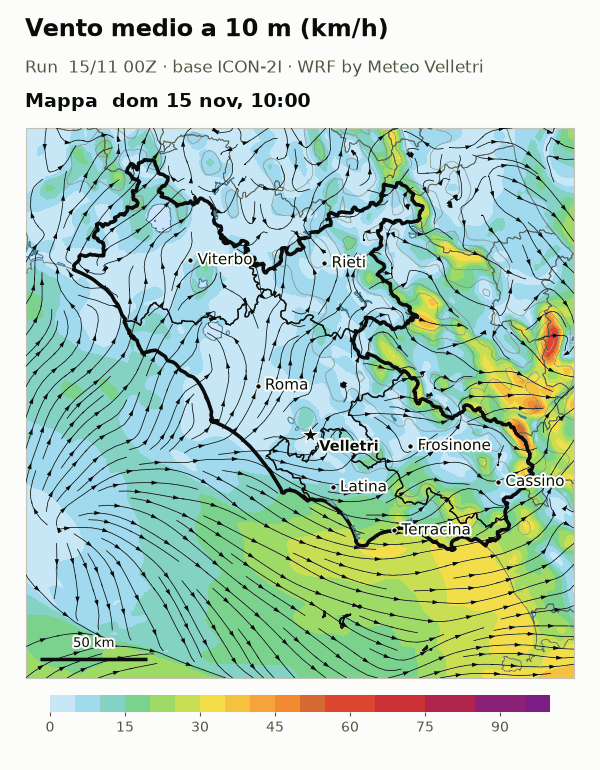 Vento medio a 10 m (km/h)
Run  15/11 00Z · base ICON-2I · WRF by Meteo Velletri
Mappa  dom 15 nov, 10:00
Viterbo
Rieti
Roma
Velletri
Frosinone
Latina
Cassino
Terracina
50 km
0 15 30 45 60 75 90